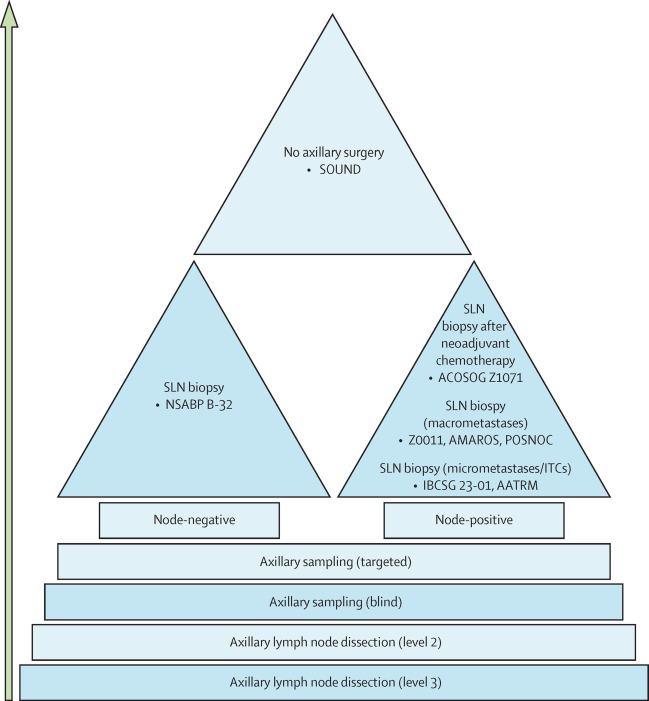 No axillary surgery
• SOUND
SLN biopsy
• NSABP B-32
SLN
biopsy after
neoadjuvant
chemotherapy
• ACOSOG Z1071
SLN biospy
(macrometastases)
• Z0011, AMAROS, POSNOC
SLN biopsy (micrometastases/ITCs)
• IBCSG 23-01, AATRM
Node-negative
Node-positive
Axillary sampling (targeted)
Axillary sampling (blind)
Axillary lymph node dissection (level 2)
Axillary lymph node dissection (level 3)